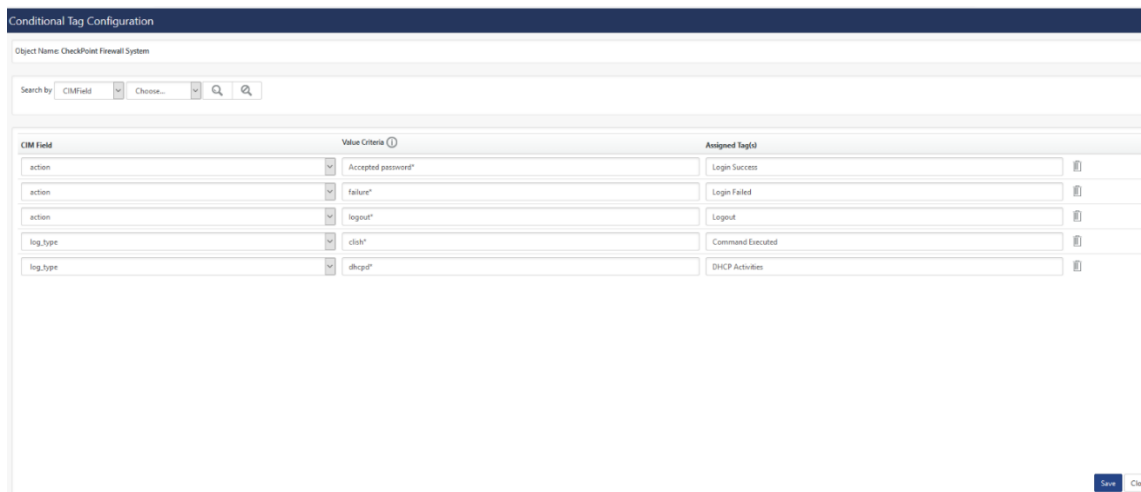 Conditional Tag Configuration
Object Name: CheckPoint Firewall System
Search by CIMField Choose...
CIM Field Value Criteria Assigned Tag(s)
action Accepted password* Login Success
action failure* Login Failed
action logout* Logout
log_type clish* Command Executed
log_type dhcpd* DHCP Activities
Save Clo